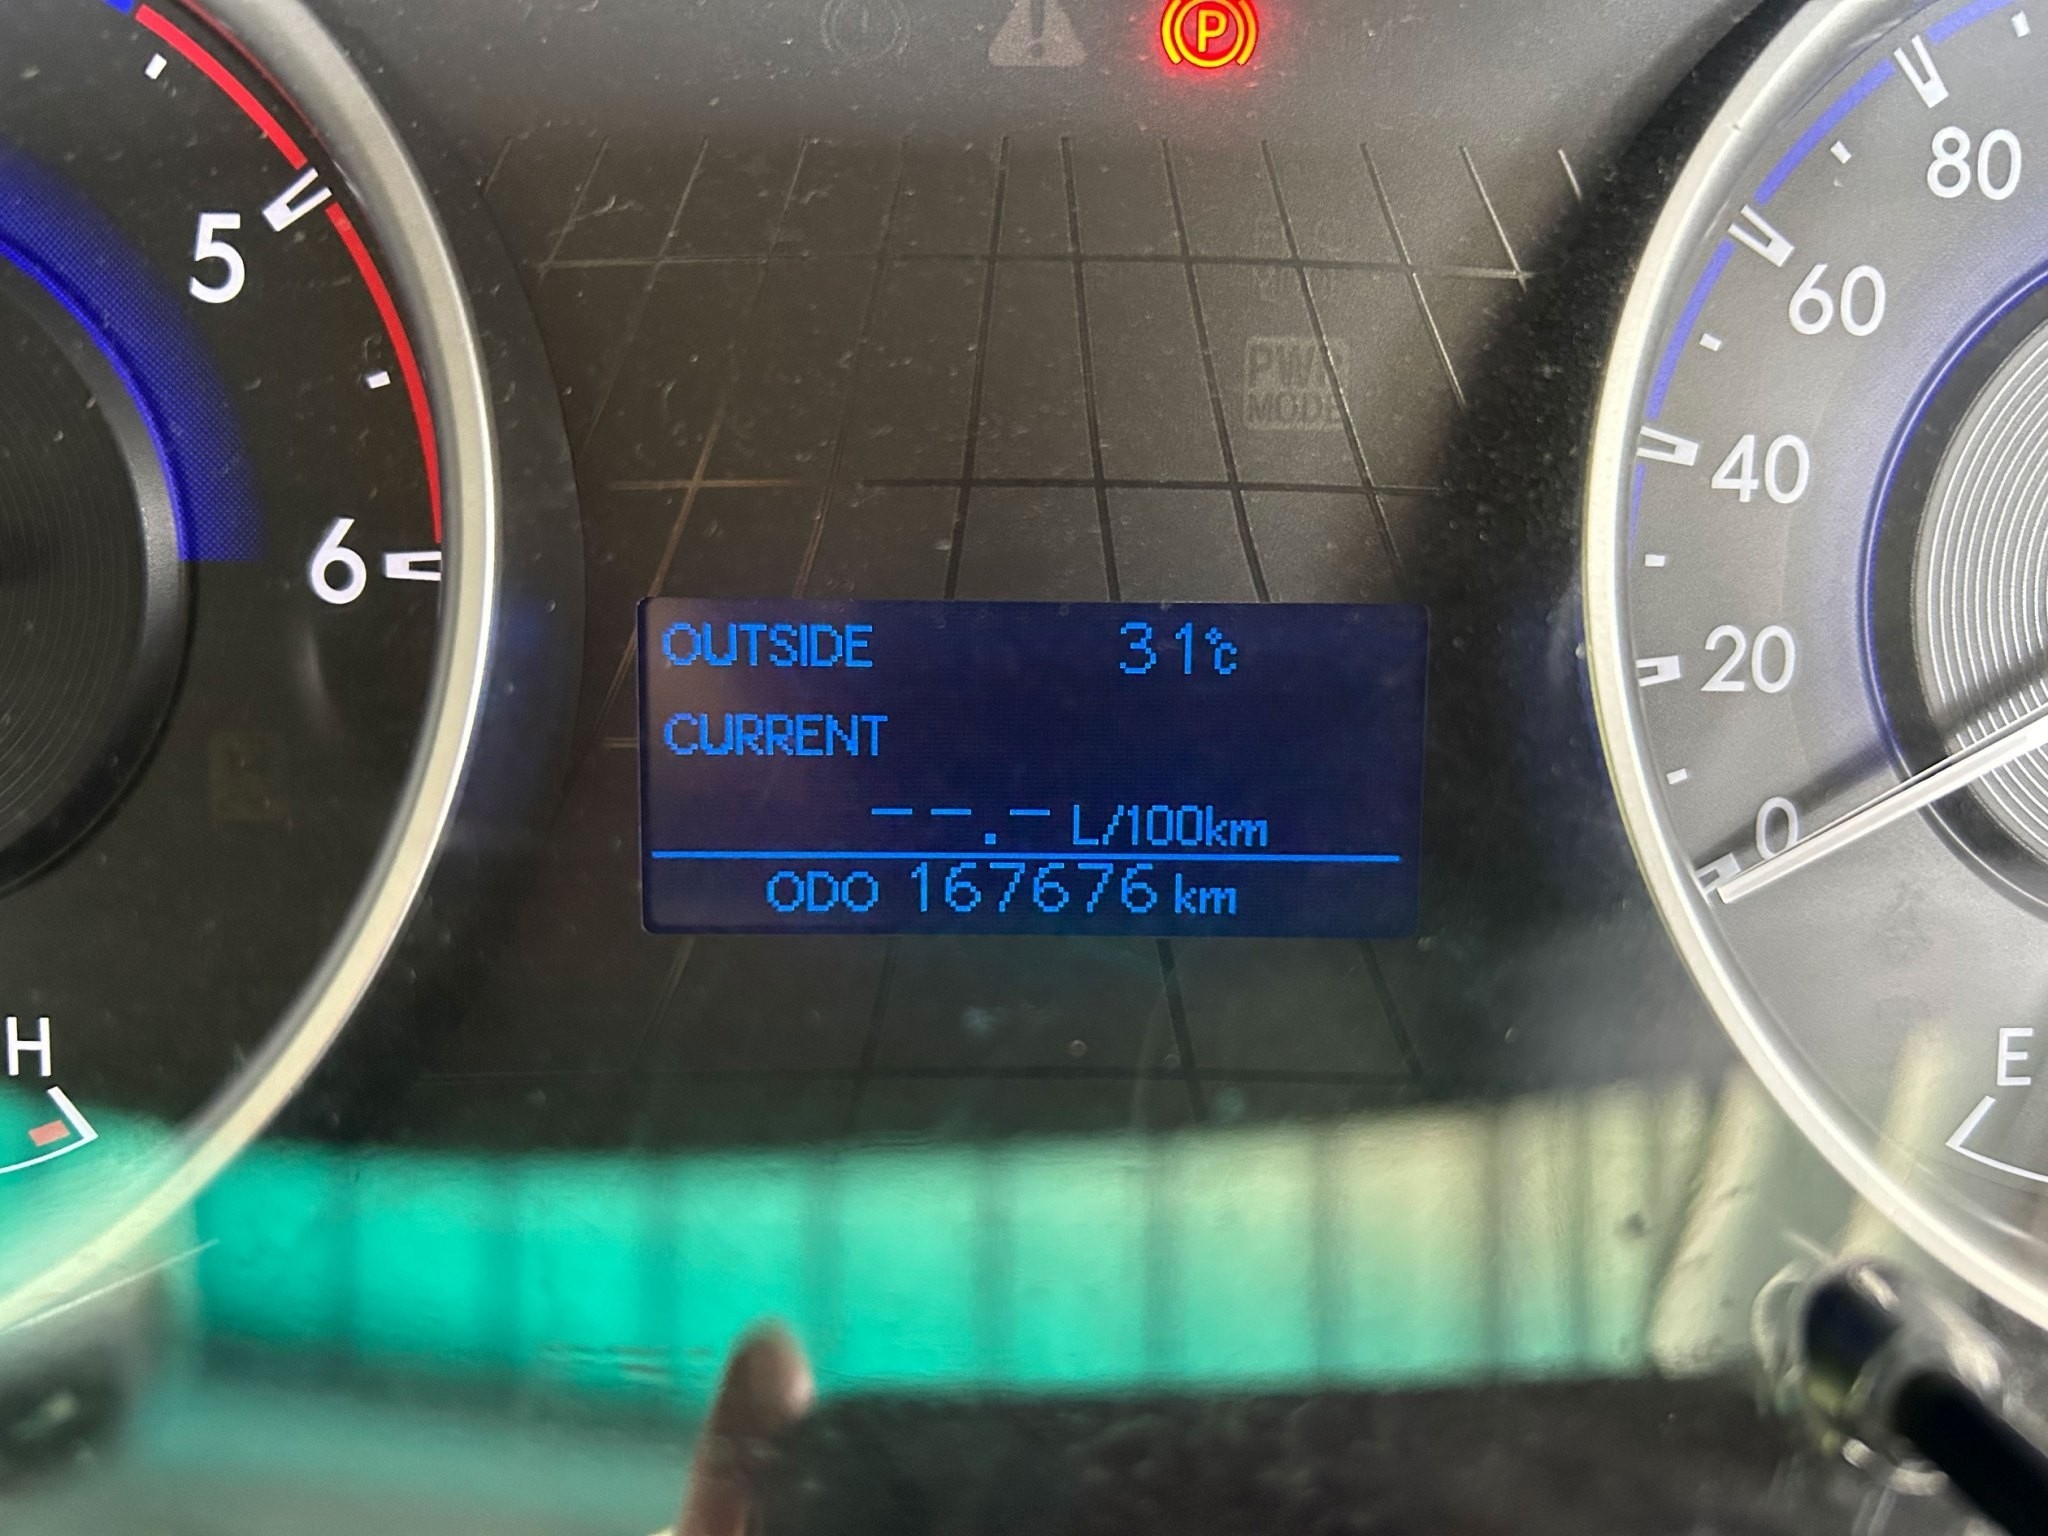 P
5
6
PWR
MODE
80
60
40
20
0
OUTSIDE 31℃
CURRENT
--.- L/100km
ODO 167676 km
H
E